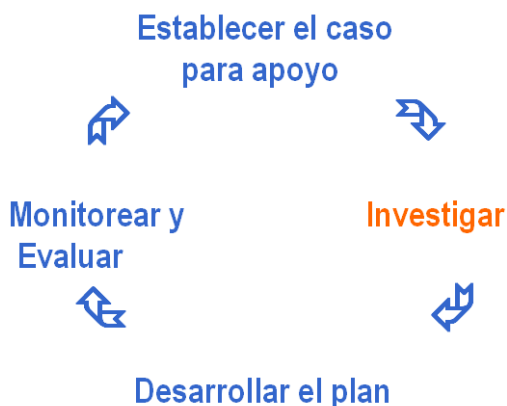 Establecer el caso
para apoyo
Monitorear y
Evaluar
Investigar
Desarrollar el plan